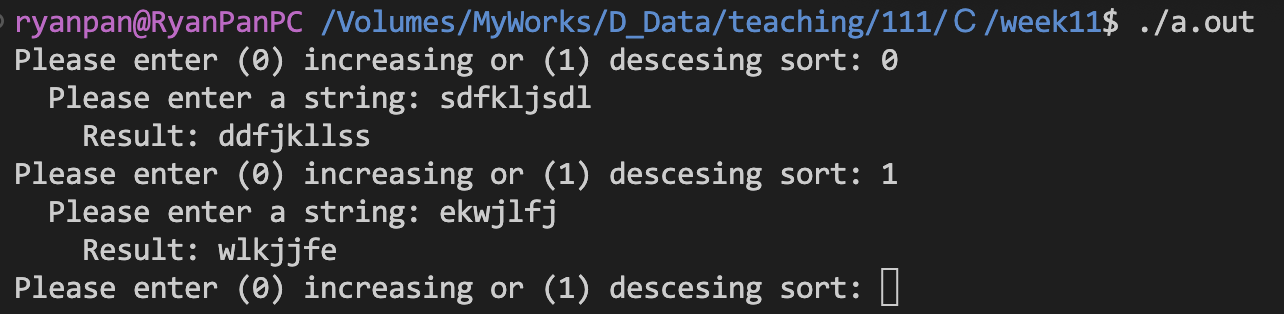 ryanpan@RyanPanPC /Volumes/MyWorks/D_Data/teaching/111/C/week11$ ./a.out
Please enter (0) increasing or (1) descesing sort: 0
  Please enter a string: sdfkljsdl
    Result: ddfjkllss
Please enter (0) increasing or (1) descesing sort: 1
  Please enter a string: ekwjlfj
    Result: wlkjjfe
Please enter (0) increasing or (1) descesing sort: